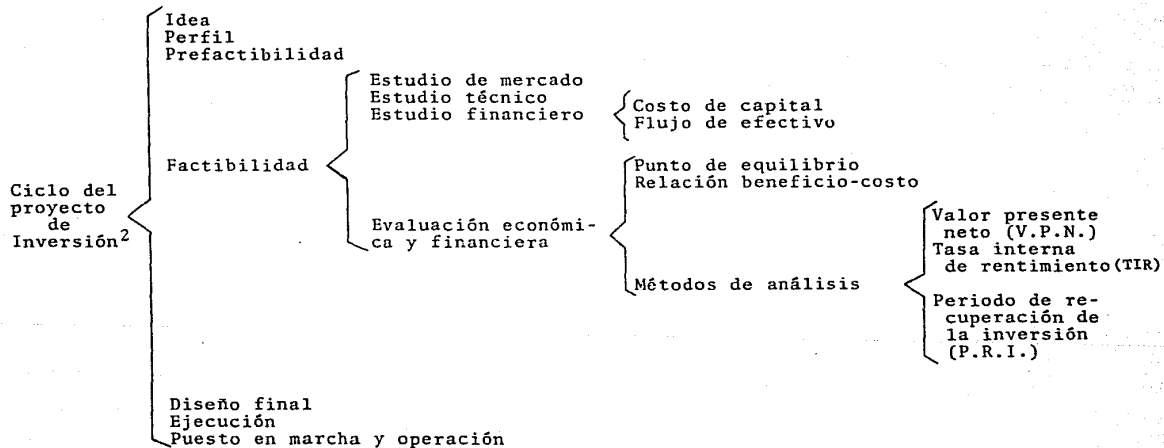 Idea
Perfil
Prefactibilidad
Estudio de mercado
Estudio técnico
Estudio financiero
Costo de capital
Flujo de efectivo
Factibilidad
Ciclo del
proyecto
de
Inversión²
Punto de equilibrio
Relación beneficio-costo
Evaluación económi-
ca y financiera
Métodos de análisis
Valor presente
neto (V.P.N.)
Tasa interna
de rentimiento(TIR)
Periodo de re-
cuperación de
la inversión
(P.R.I.)
Diseño final
Ejecución
Puesto en marcha y operación